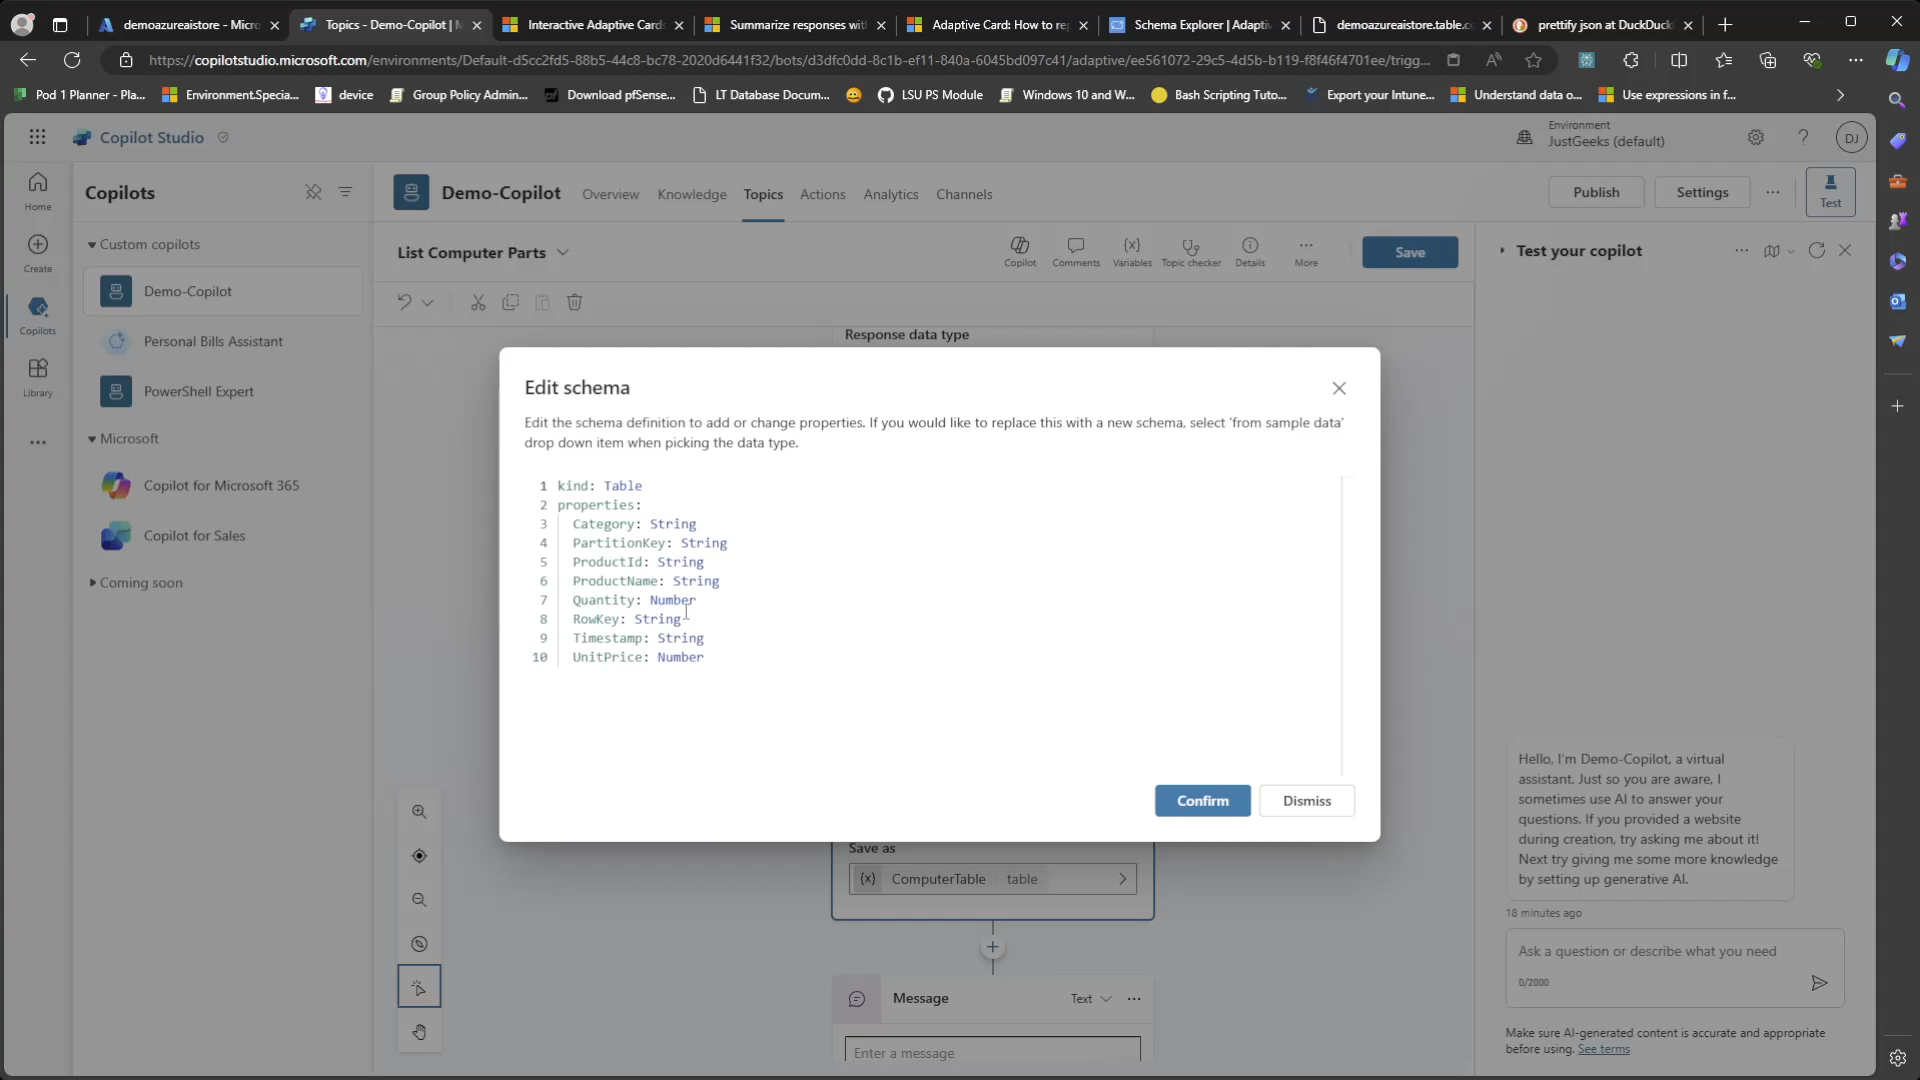 demoazureaistore - Micro
Topics - Demo-Copilot | M
Interactive Adaptive Cards
Summarize responses wit
Adaptive Card: How to re
Schema Explorer | Adapti
demoazureaistore.table.c
prettify json at DuckDuck
https://copilotstudio.microsoft.com/environments/Default-d5cc2fd5-88b5-44c8-bc78-2020d6441f32/bots/d3dfc0dd-8c1b-ef11-840a-6045bd097c41/adaptive/ee561072-29c5-4d5b-b119-f8f46f4701ee/trigg...
Pod 1 Planner - Pla...
Environment.Specia...
device
Group Policy Admin...
Download pfSense...
LT Database Docum...
LSU PS Module
Windows 10 and W...
Bash Scripting Tuto...
Export your Intune...
Understand data o...
Use expressions in f...
Copilot Studio
Environment
JustGeeks (default)
DJ
Home
Create
Copilots
Library
Copilots
Custom copilots
Demo-Copilot
Personal Bills Assistant
PowerShell Expert
Microsoft
Copilot for Microsoft 365
Copilot for Sales
Coming soon
Demo-Copilot
Overview
Knowledge
Topics
Actions
Analytics
Channels
Publish
Settings
Test
List Computer Parts
Copilot
Comments
Variables
Topic checker
Details
More
Save
Response data type
Edit schema
Edit the schema definition to add or change properties. If you would like to replace this with a new schema, select 'from sample data'
drop down item when picking the data type.
1 kind: Table
2 properties:
3 Category: String
4 PartitionKey: String
5 ProductId: String
6 ProductName: String
7 Quantity: Number
8 RowKey: String
9 Timestamp: String
10 UnitPrice: Number
Confirm
Dismiss
Save as
{x} ComputerTable table
Message
Text
Enter a message
Test your copilot
Hello, I'm Demo-Copilot, a virtual
assistant. Just so you are aware, I
sometimes use AI to answer your
questions. If you provided a website
during creation, try asking me about it!
Next try giving me some more knowledge
by setting up generative AI.
18 minutes ago
Ask a question or describe what you need
0/2000
Make sure AI-generated content is accurate and appropriate
before using. See terms